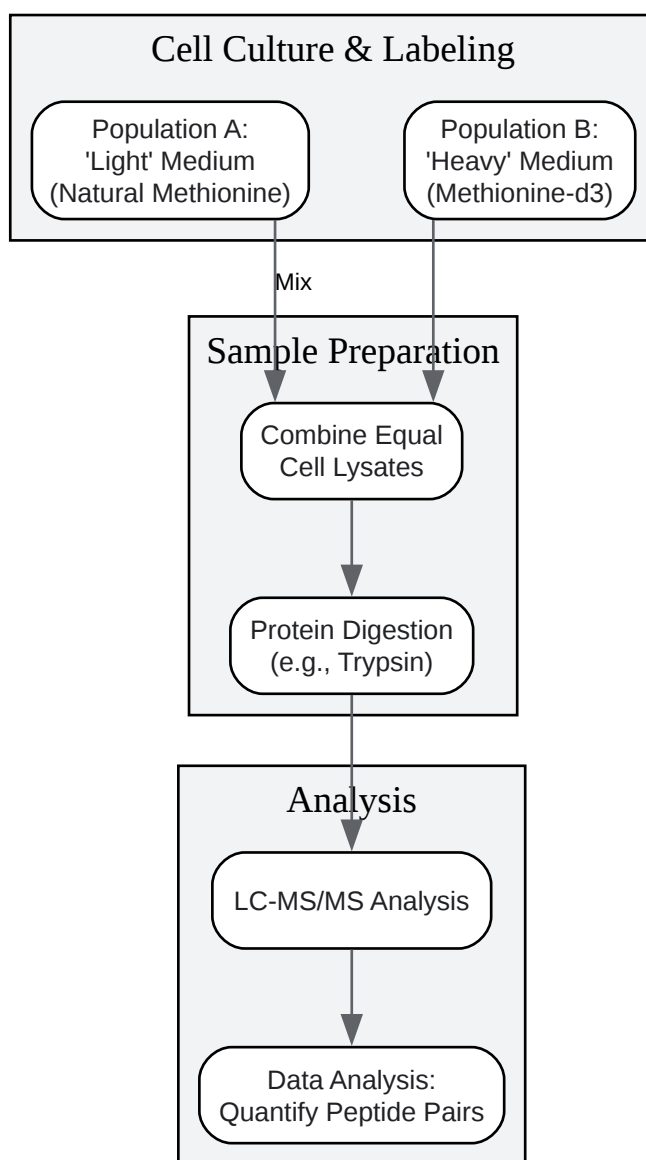 Cell Culture & Labeling
Population A:
'Light' Medium
(Natural Methionine)
Population B:
'Heavy' Medium
(Methionine-d3)
Mix
Sample Preparation
Combine Equal
Cell Lysates
Protein Digestion
(e.g., Trypsin)
Analysis
LC-MS/MS Analysis
Data Analysis:
Quantify Peptide Pairs